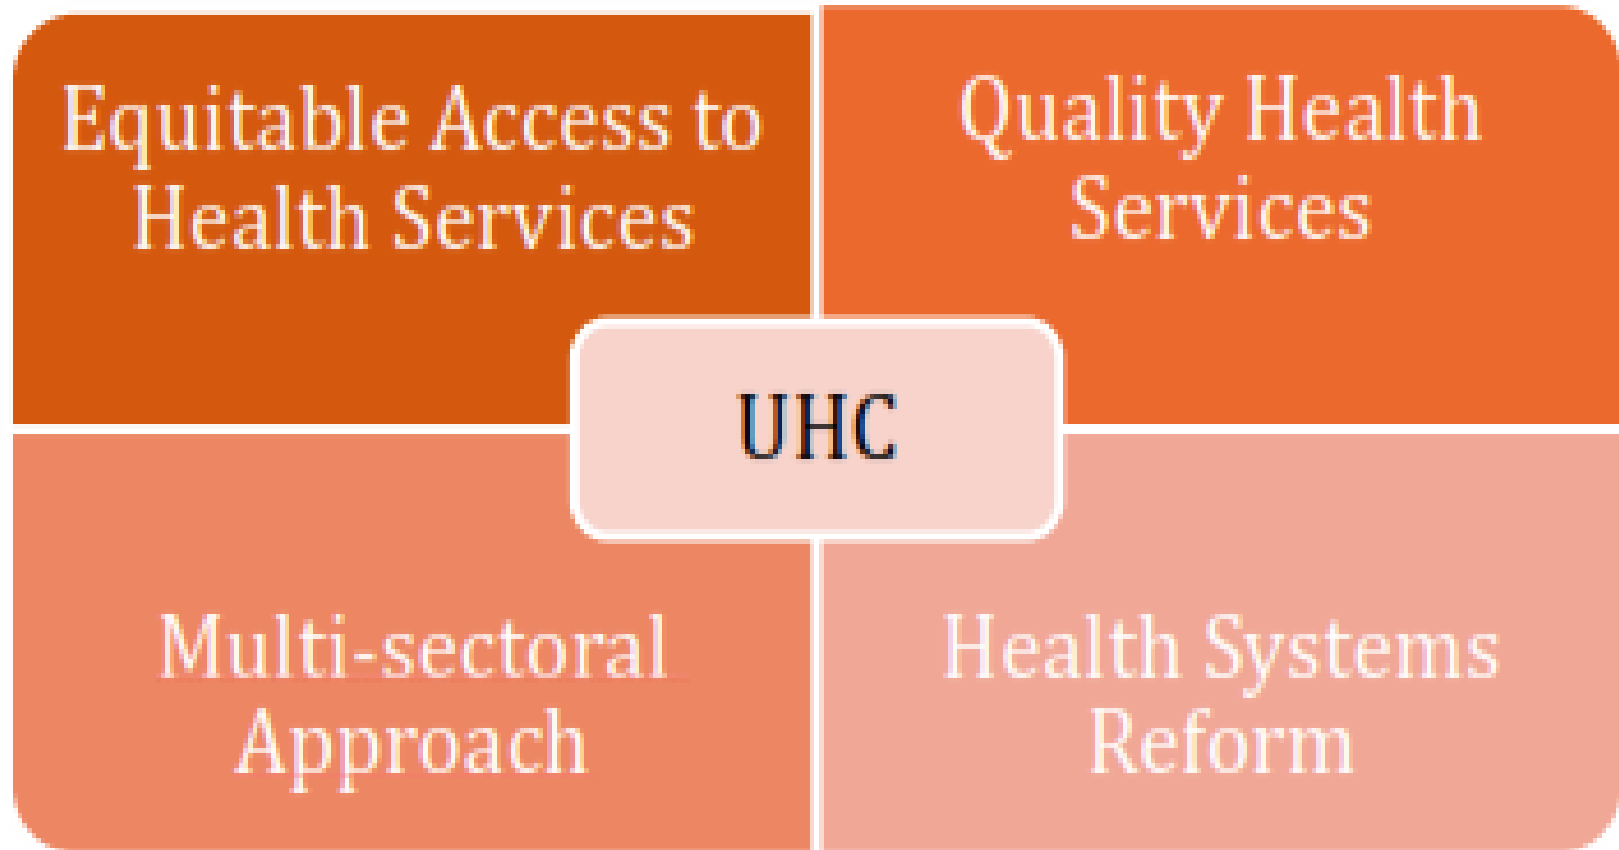 Equitable Access to
Health Services
Quality Health
Services
UHC
Multi-sectoral
Approach
Health Systems
Reform